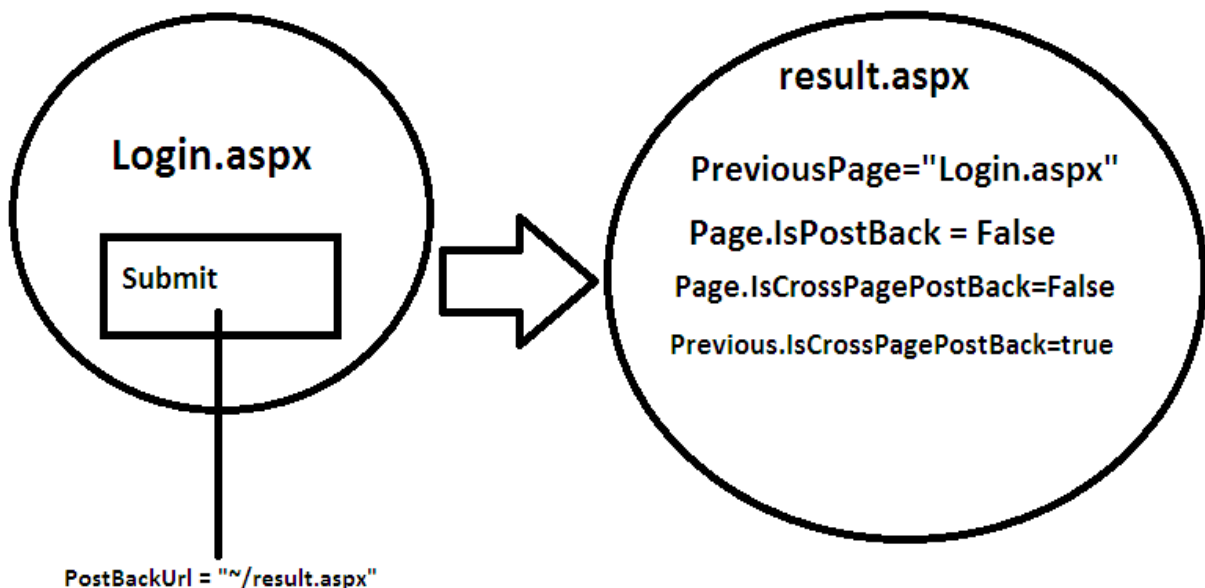 Login.aspx
Submit
PostBackUrl = "~/result.aspx"
result.aspx
PreviousPage="Login.aspx"
Page.IsPostBack = False
Page.IsCrossPagePostBack=False
Previous.IsCrossPagePostBack=true